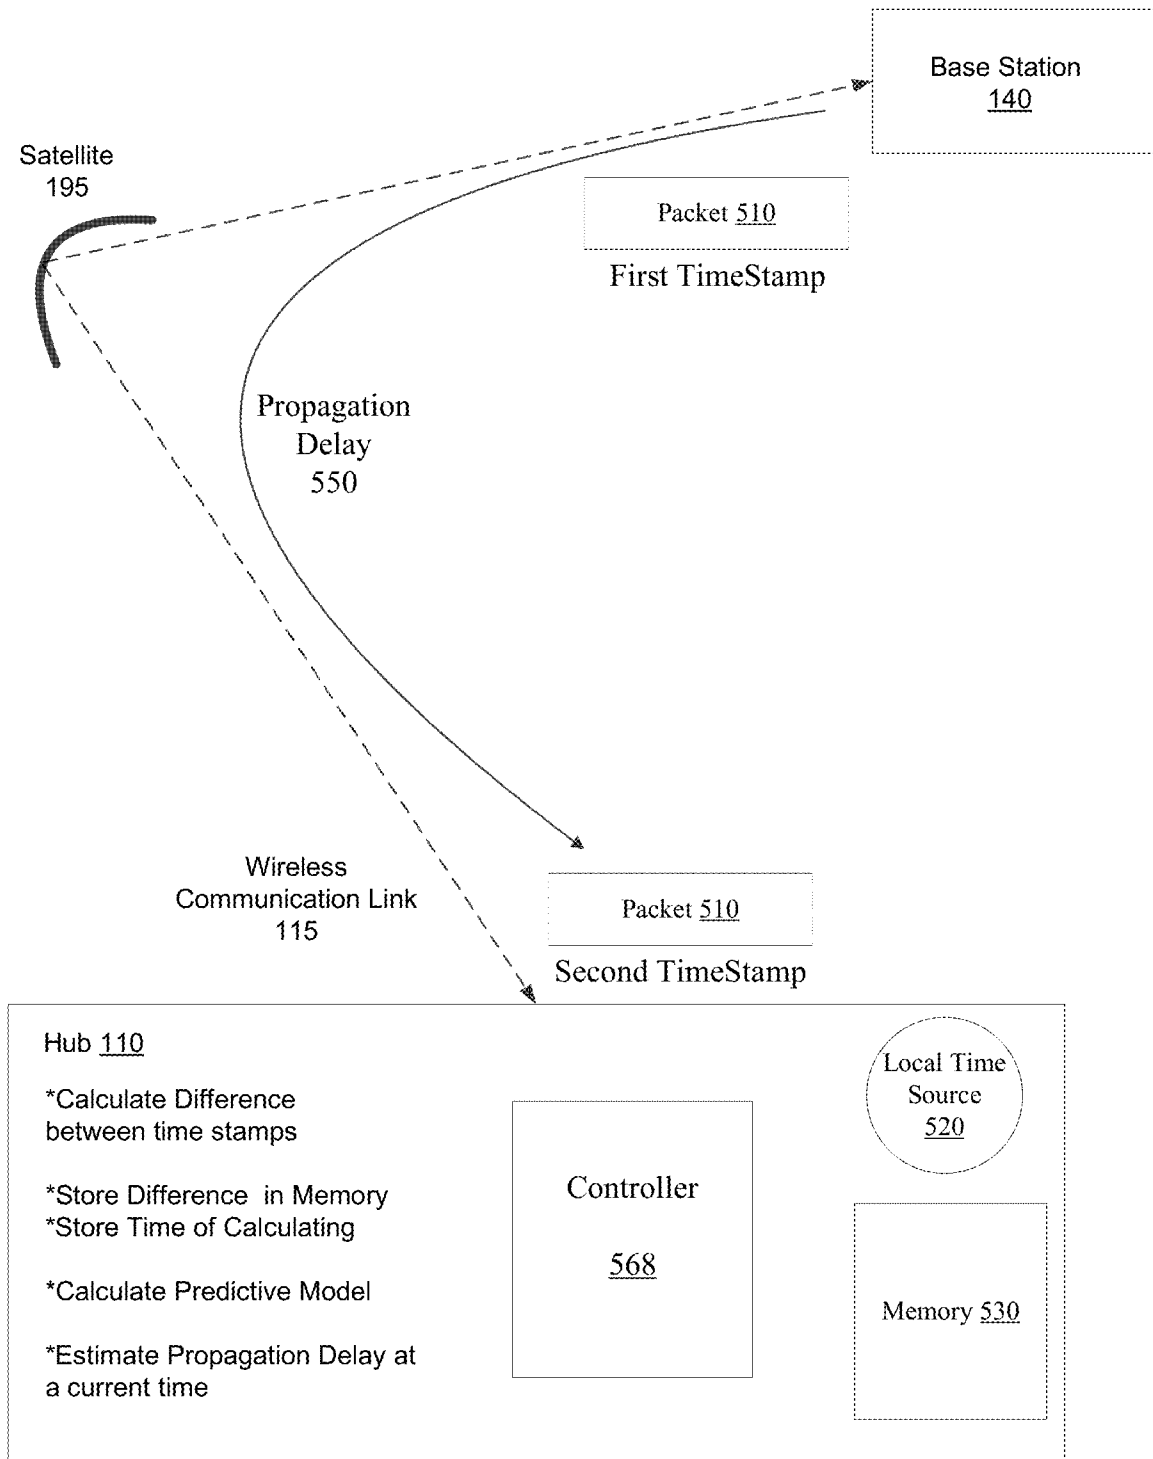 Base Station
140
Satellite
195
Packet 510
First TimeStamp
Propagation
Delay
550
Wireless
Communication Link
115
Packet 510
Second TimeStamp
Hub 110
*Calculate Difference
between time stamps
*Store Difference in Memory
*Store Time of Calculating
*Calculate Predictive Model
*Estimate Propagation Delay at
a current time
Controller
568
Local Time
Source
520
Memory 530